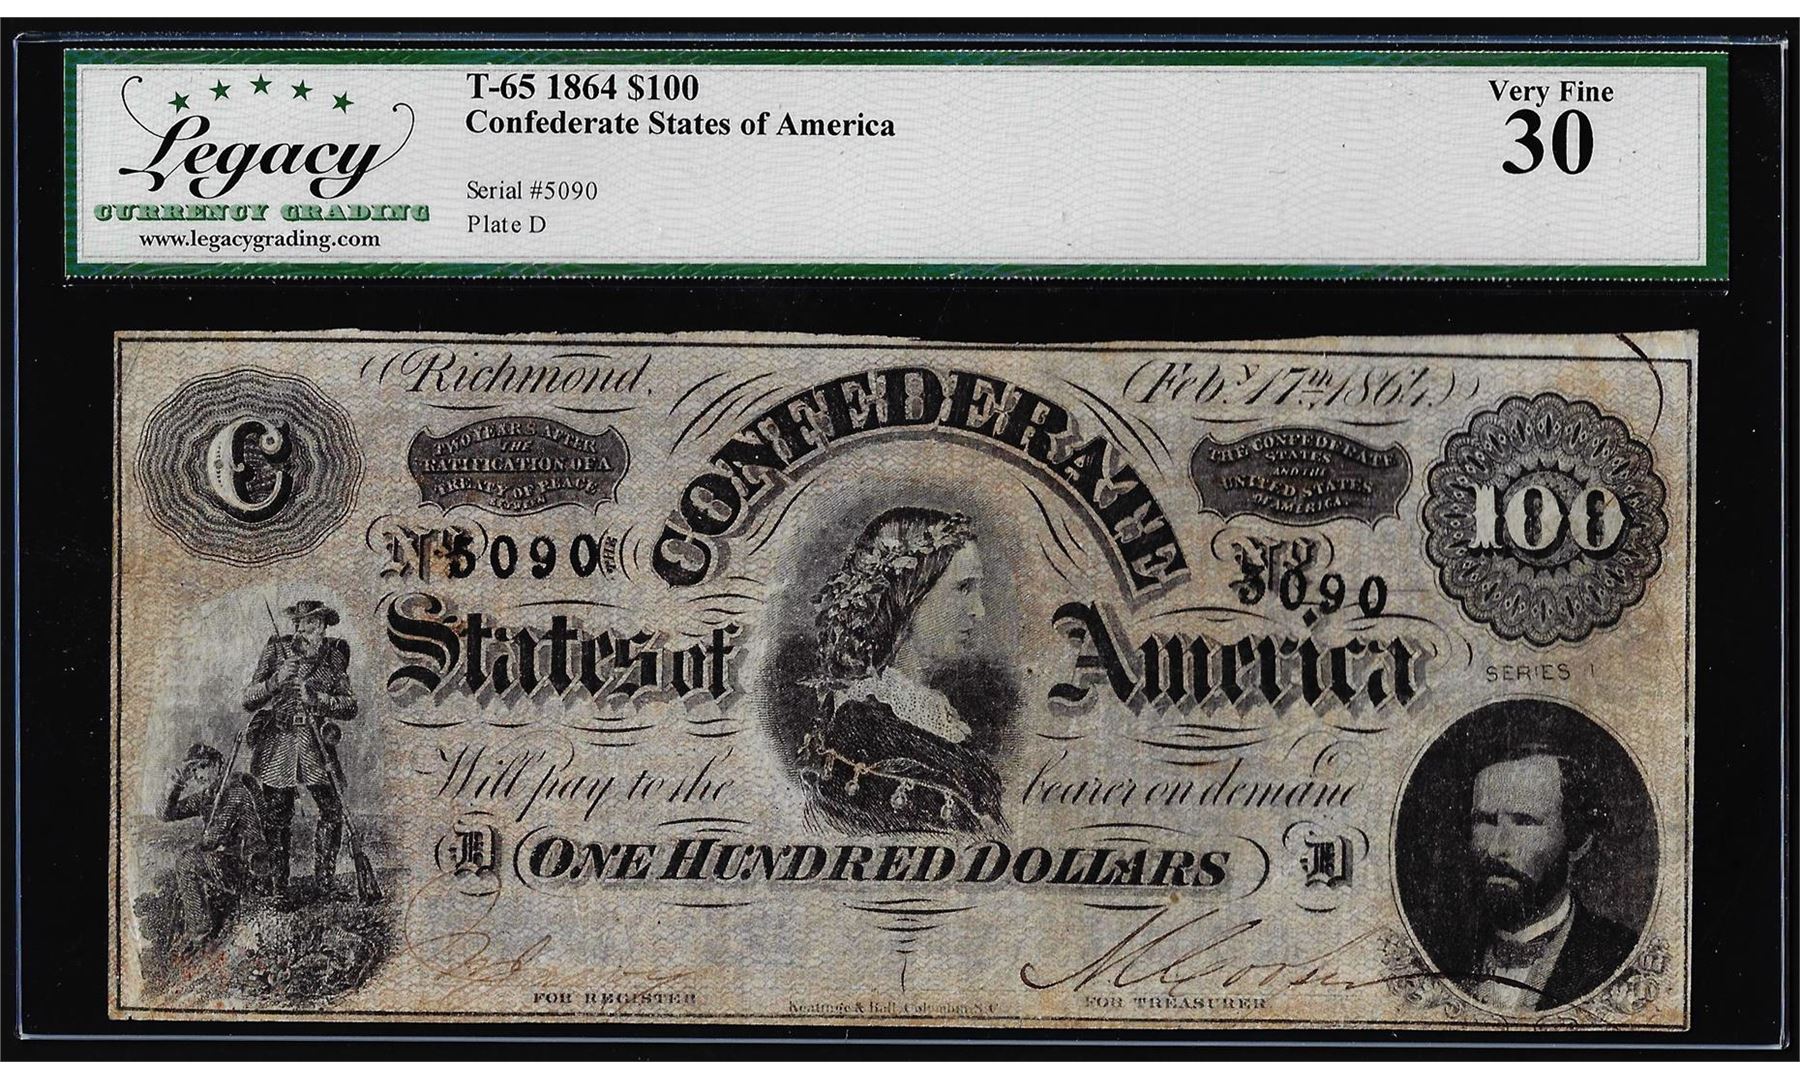 T-65 1864 $100
Confederate States of America
Very Fine
30
Legacy
CURRENCY GRADING
www.legacygrading.com
Serial #5090
Plate D
Richmond,
Feby 17th 1864
C
TWO YEARS AFTER
THE
RATIFICATION OF A
TREATY OF PEACE
BETWEEN
CONFEDERATE
THE CONFEDERATE
STATES
AND THE
UNITED STATES
OF AMERICA
100
No 5090 THE
No 5090
States of America
SERIES 1
Will pay to the bearer on demand
D ONE HUNDRED DOLLARS D
FOR REGISTER
Keatinge & Ball, Columbia, S.C.
FOR TREASURER